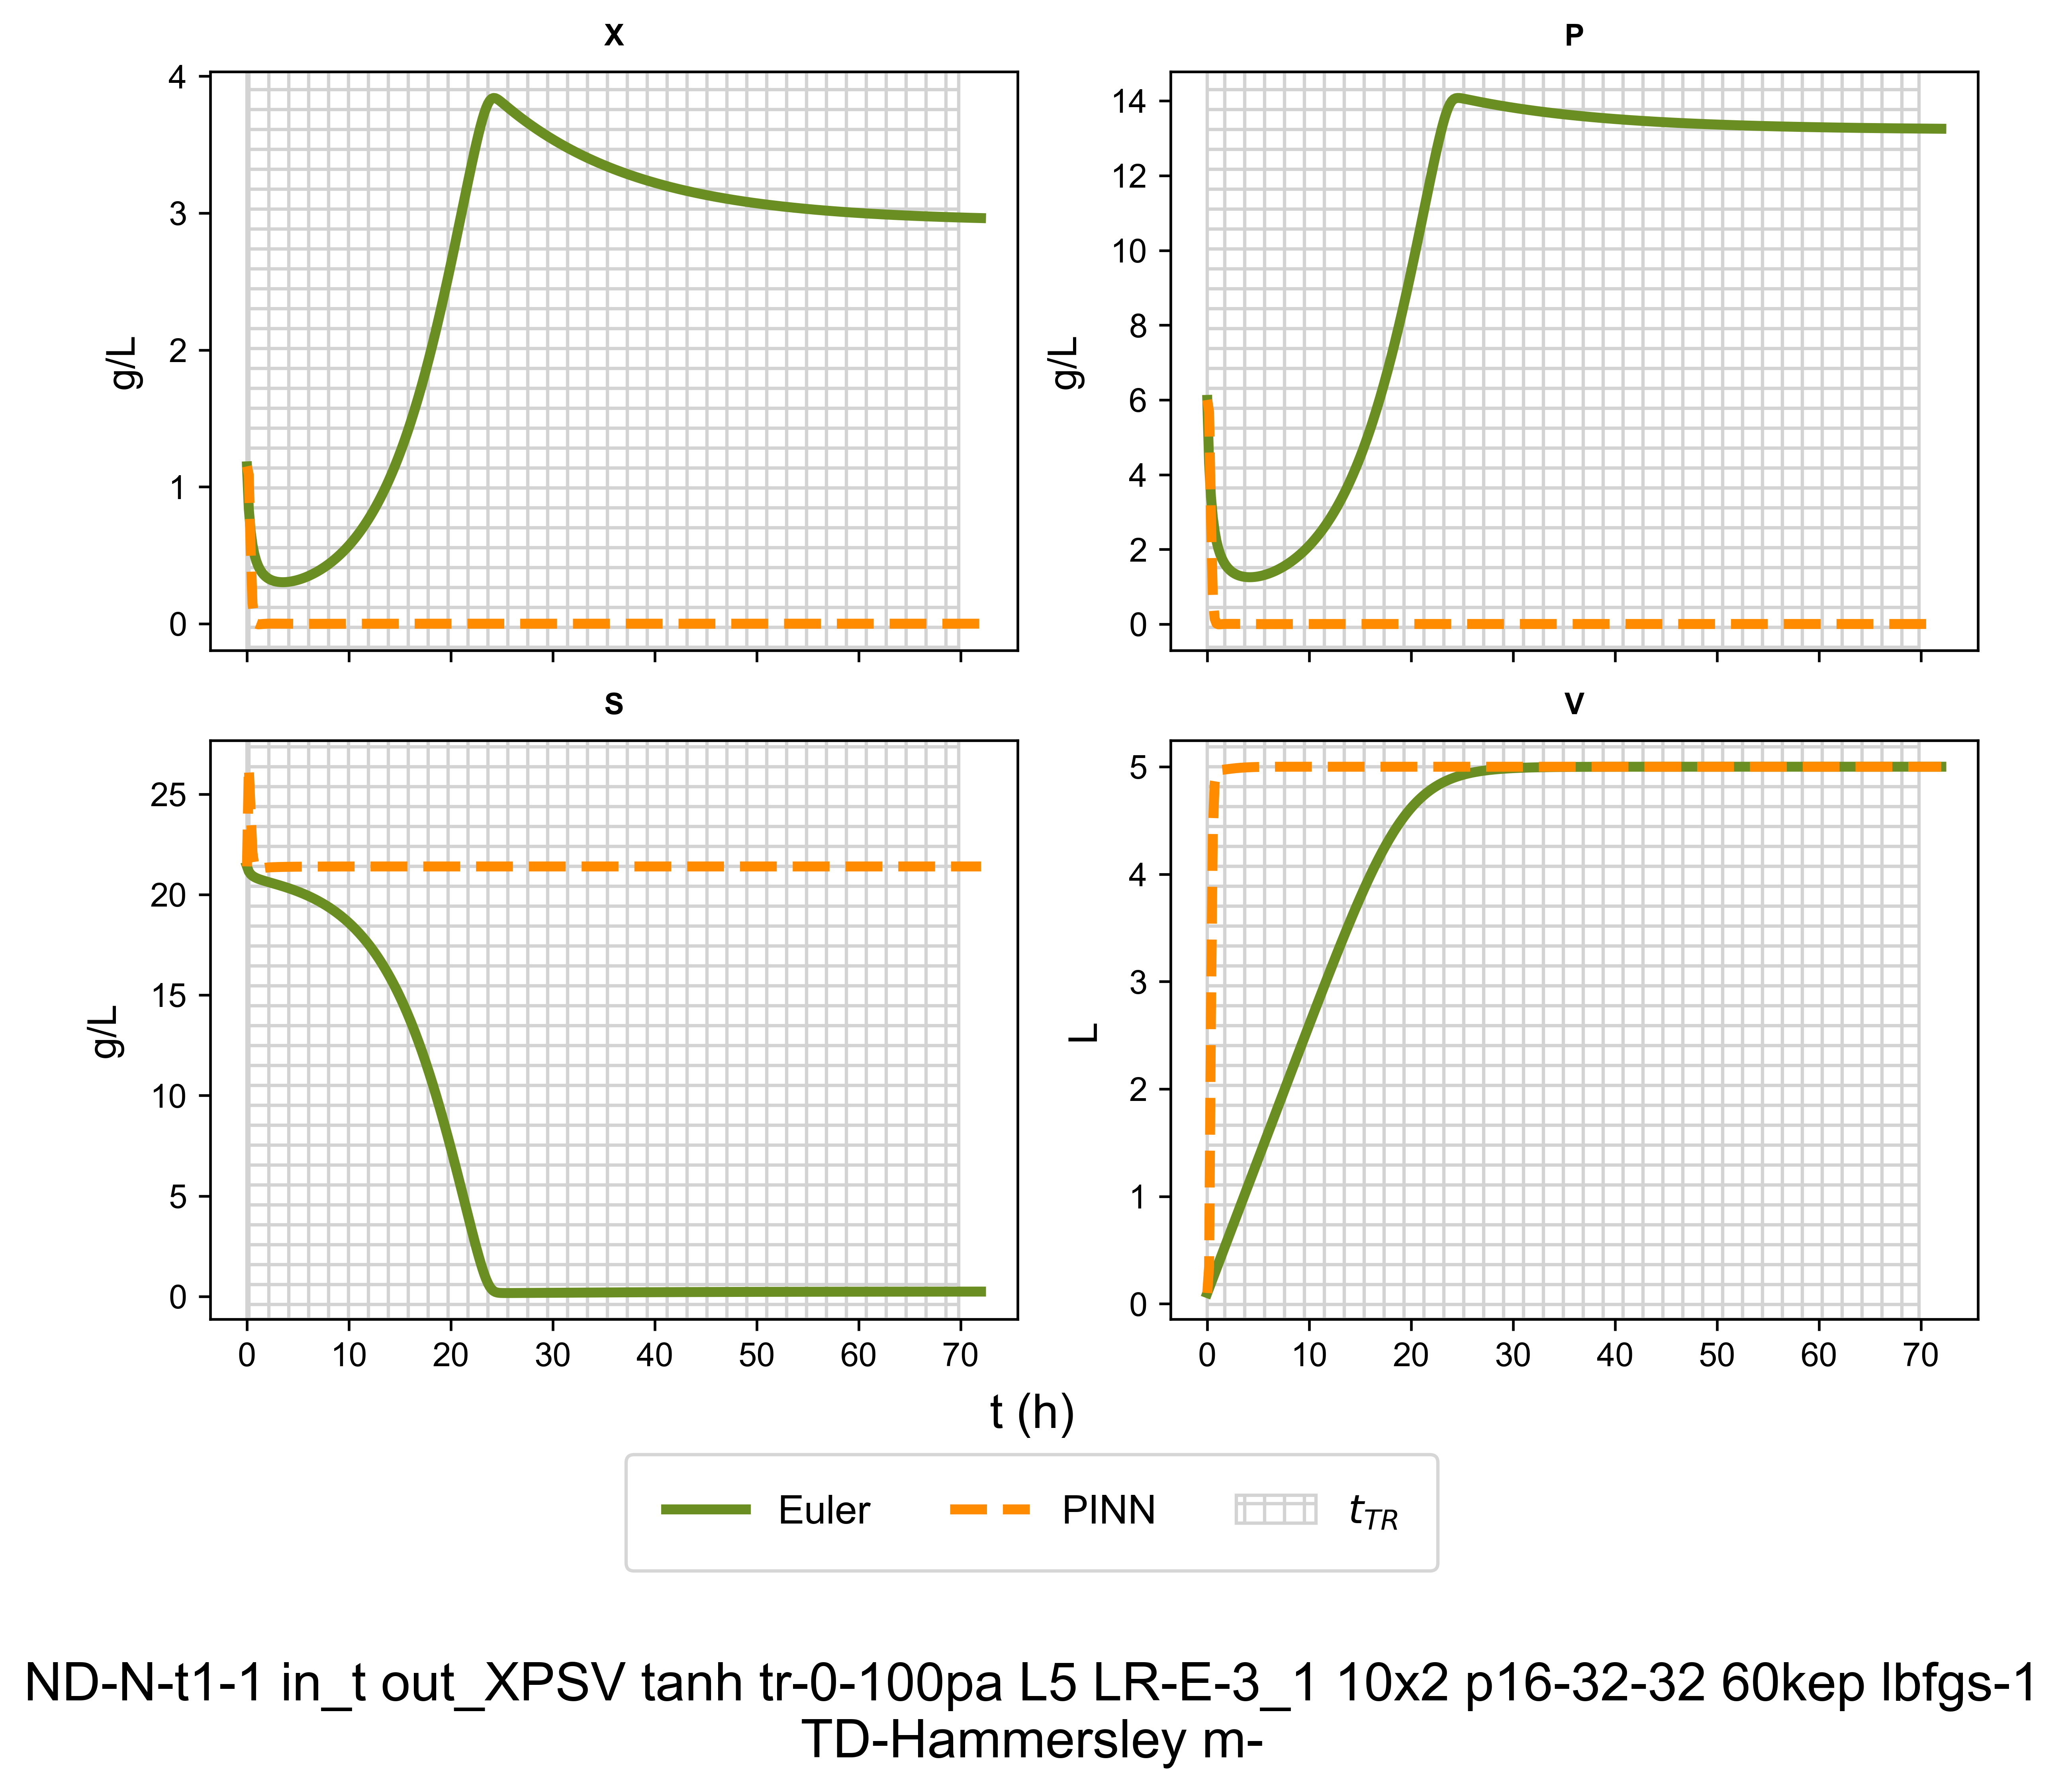 X
P
4
3
2
1
0
g/L
14
12
10
8
6
4
2
0
g/L
S
V
25
20
15
10
5
0
g/L
0 10 20 30 40 50 60 70
5
4
3
2
1
0
L
0 10 20 30 40 50 60 70
t (h)
Euler PINN t_TR
ND-N-t1-1 in_t out_XPSV tanh tr-0-100pa L5 LR-E-3_1 10x2 p16-32-32 60kep lbfgs-1
TD-Hammersley m-